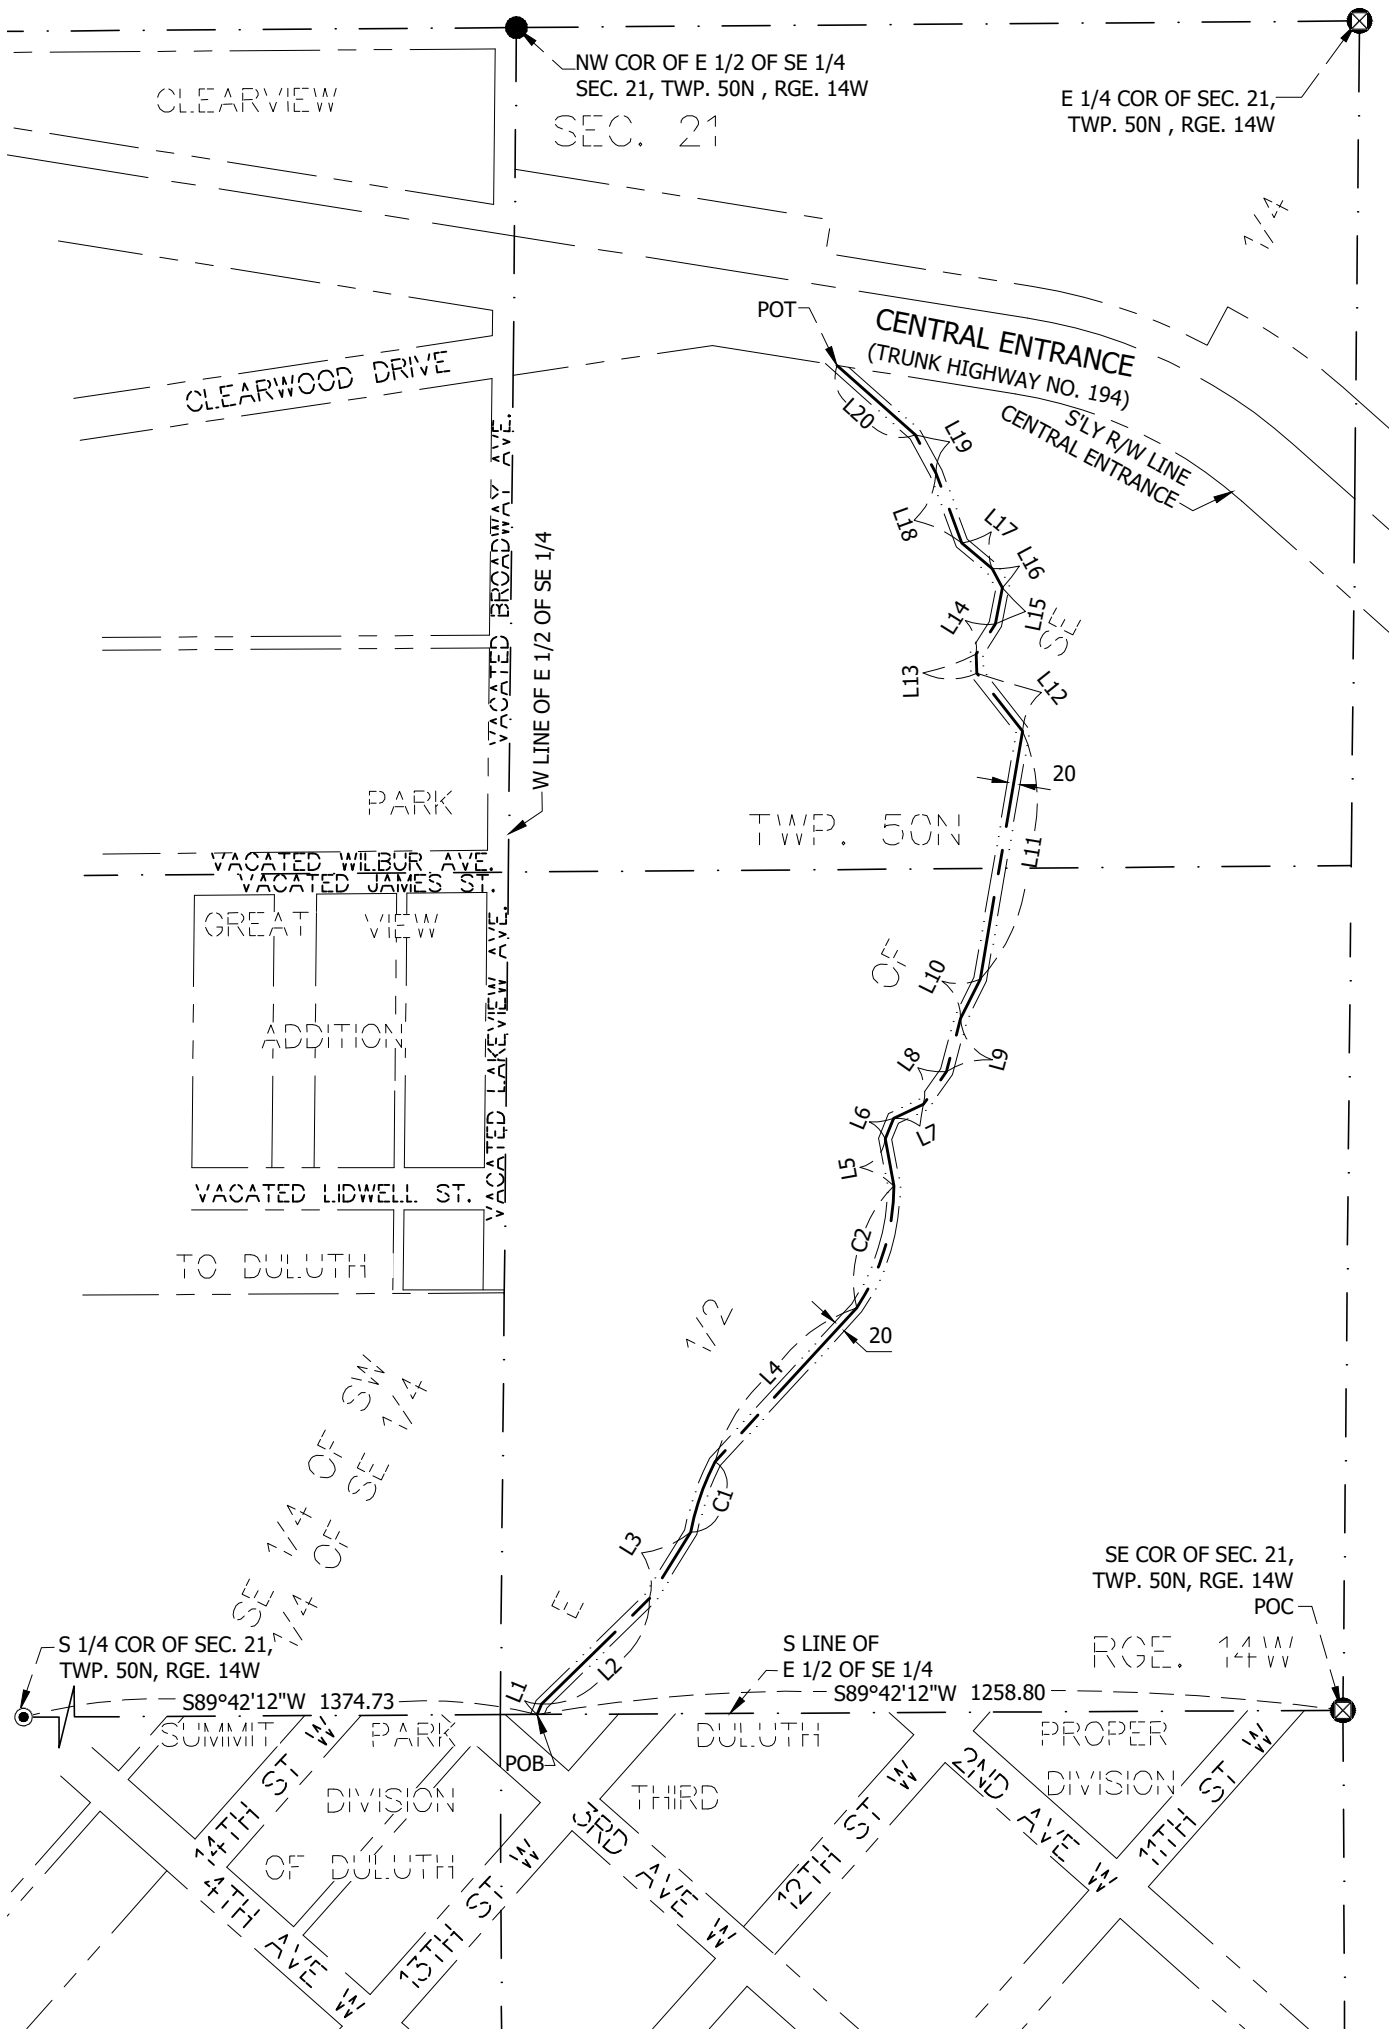 NW COR OF E 1/2 OF SE 1/4
SEC. 21, TWP. 50N , RGE. 14W
E 1/4 COR OF SEC. 21,
TWP. 50N , RGE. 14W
CLEARVIEW
SEC. 21
1/4
POT
CENTRAL ENTRANCE
(TRUNK HIGHWAY NO. 194)
S'LY R/W LINE
CENTRAL ENTRANCE
CLEARWOOD DRIVE
L20
L19
VACATED BROADWAY AVE.
W LINE OF E 1/2 OF SE 1/4
L18
L17
L16
L15
L14
SE
L13
L12
20
PARK
TWP. 50N
L11
VACATED WILBUR AVE.
VACATED JAMES ST.
GREAT VIEW
VACATED LAKEVIEW AVE.
OF
L10
ADDITION
L9
L8
L7
L6
L5
VACATED LIDWELL ST.
C2
TO DULUTH
1/2
20
L4
SE 1/4 OF SW
1/4 OF SE 1/4
C1
L3
E
SE COR OF SEC. 21,
TWP. 50N, RGE. 14W
POC
S 1/4 COR OF SEC. 21,
TWP. 50N, RGE. 14W
S LINE OF
E 1/2 OF SE 1/4
RGE. 14W
L2
L1
S89°42'12"W 1374.73
S89°42'12"W 1258.80
POB
SUMMIT PARK
DIVISION
OF DULUTH
DULUTH PROPER
THIRD DIVISION
14TH ST W
4TH AVE W
13TH ST W
3RD AVE W
12TH ST W
2ND AVE W
11TH ST W